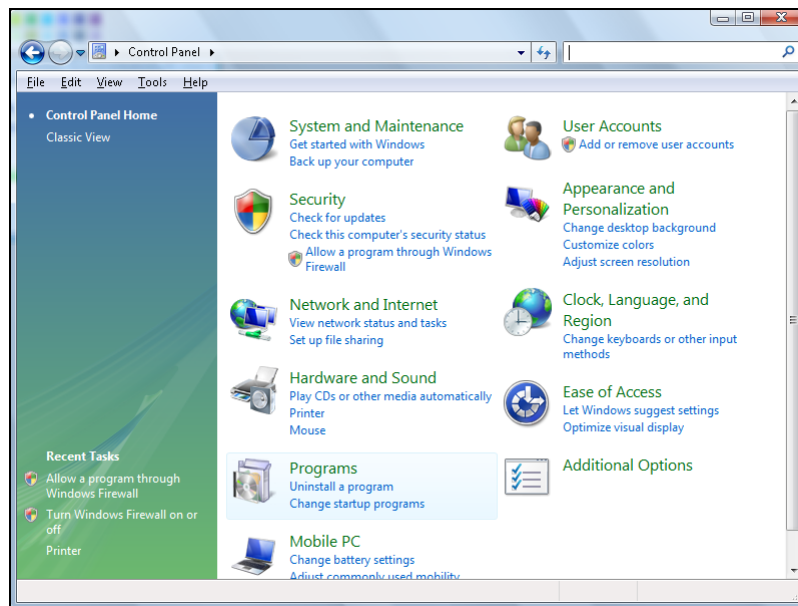 Control Panel
File Edit View Tools Help
Control Panel Home
Classic View
Recent Tasks
Allow a program through
Windows Firewall
Turn Windows Firewall on or
off
Printer
System and Maintenance
Get started with Windows
Back up your computer
Security
Check for updates
Check this computer's security status
Allow a program through Windows
Firewall
Network and Internet
View network status and tasks
Set up file sharing
Hardware and Sound
Play CDs or other media automatically
Printer
Mouse
Programs
Uninstall a program
Change startup programs
Mobile PC
Change battery settings
Adjust commonly used mobility
User Accounts
Add or remove user accounts
Appearance and
Personalization
Change desktop background
Customize colors
Adjust screen resolution
Clock, Language, and
Region
Change keyboards or other input
methods
Ease of Access
Let Windows suggest settings
Optimize visual display
Additional Options